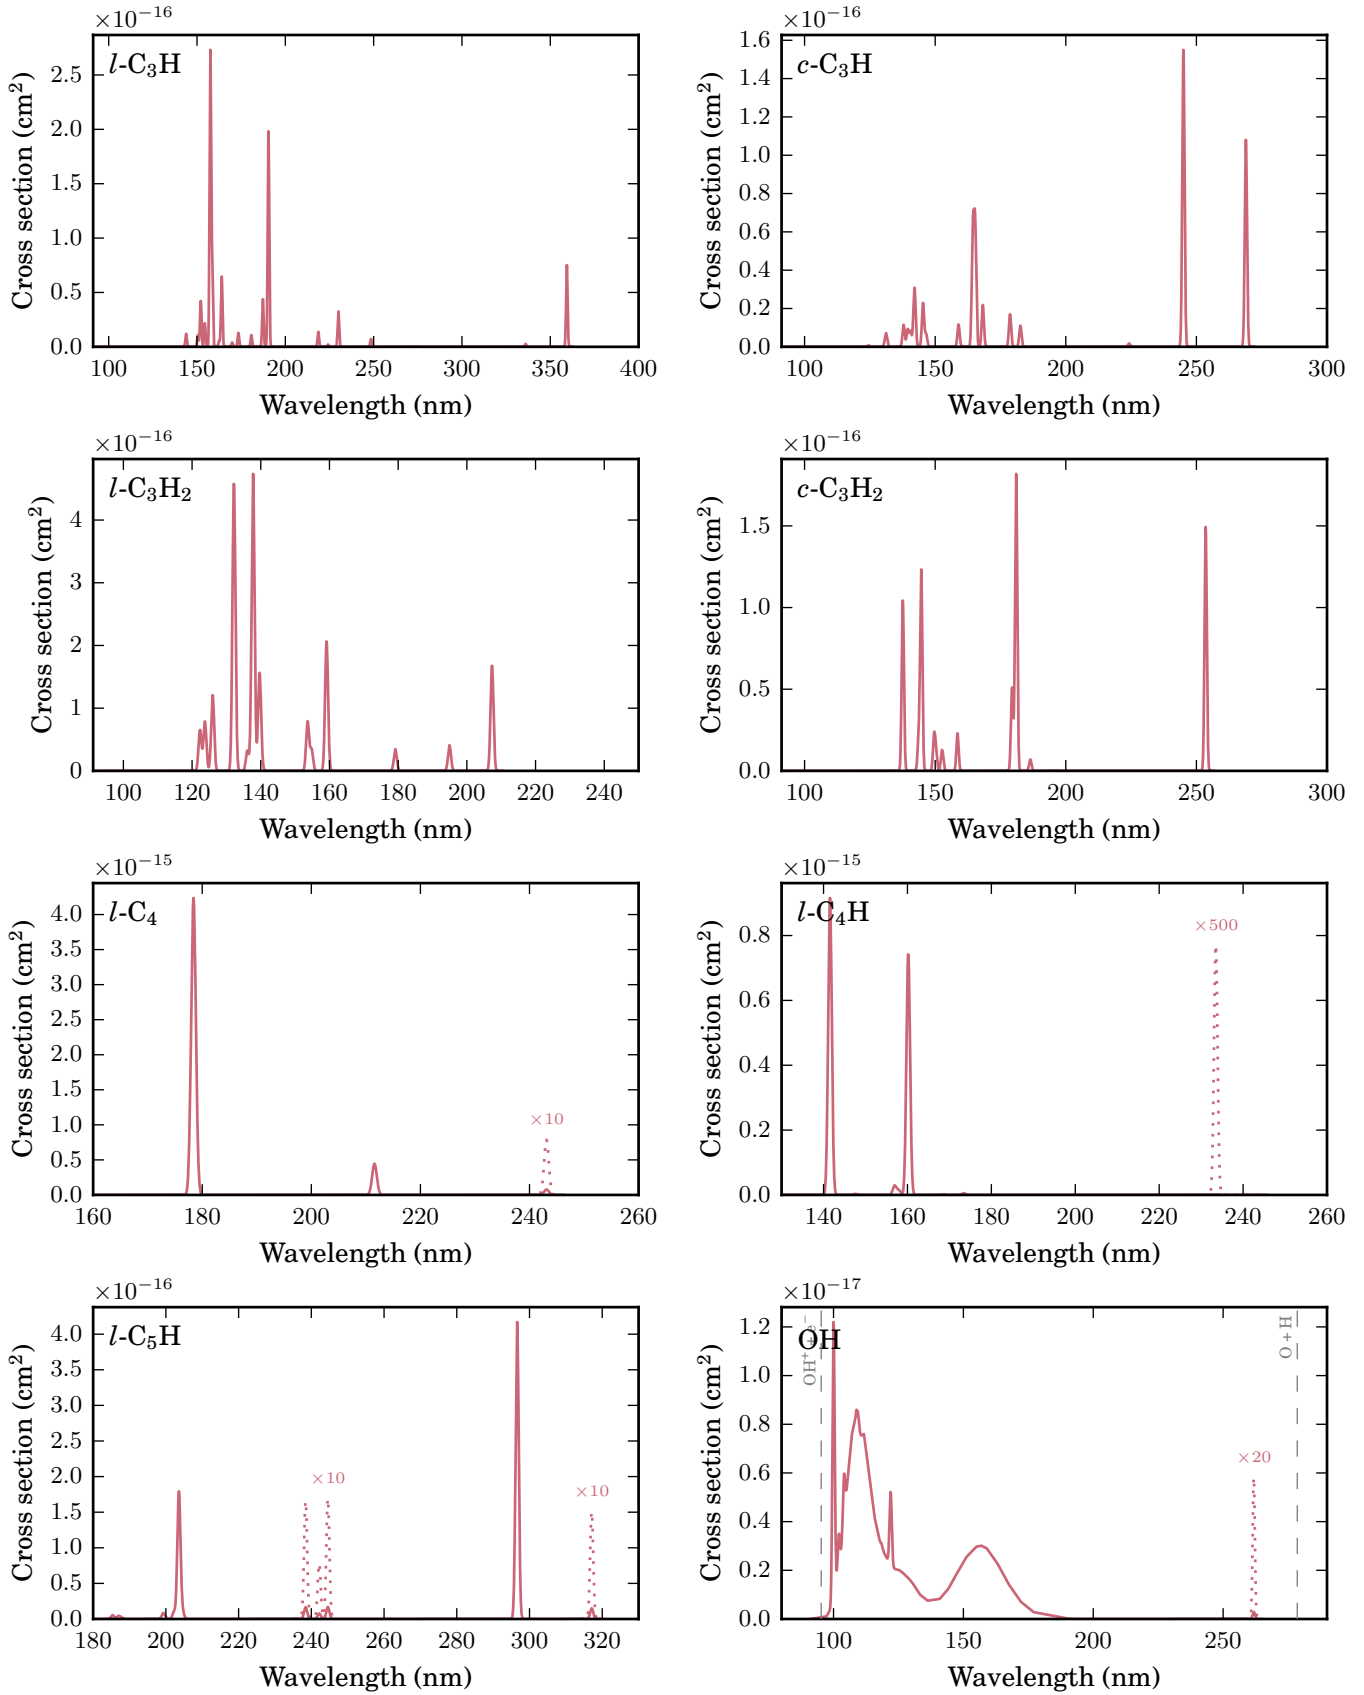 ×10⁻¹⁶
l-C₃H
Cross section (cm²)
2.5
2.0
1.5
1.0
0.5
0.0
100 150 200 250 300 350 400
Wavelength (nm)
×10⁻¹⁶
c-C₃H
Cross section (cm²)
1.6
1.4
1.2
1.0
0.8
0.6
0.4
0.2
0.0
100 150 200 250 300
Wavelength (nm)
×10⁻¹⁶
l-C₃H₂
Cross section (cm²)
4
3
2
1
0
100 120 140 160 180 200 220 240
Wavelength (nm)
×10⁻¹⁶
c-C₃H₂
Cross section (cm²)
1.5
1.0
0.5
0.0
100 150 200 250 300
Wavelength (nm)
×10⁻¹⁵
l-C₄
Cross section (cm²)
4.0
3.5
3.0
2.5
2.0
1.5
1.0
0.5
0.0
×10
160 180 200 220 240 260
Wavelength (nm)
×10⁻¹⁵
l-C₄H
Cross section (cm²)
0.8
0.6
0.4
0.2
0.0
×500
140 160 180 200 220 240 260
Wavelength (nm)
×10⁻¹⁶
l-C₅H
Cross section (cm²)
4.0
3.5
3.0
2.5
2.0
1.5
1.0
0.5
0.0
×10
×10
180 200 220 240 260 280 300 320
Wavelength (nm)
×10⁻¹⁷
OH
OH⁺ + e⁻
O + H
Cross section (cm²)
1.2
1.0
0.8
0.6
0.4
0.2
0.0
×20
100 150 200 250
Wavelength (nm)